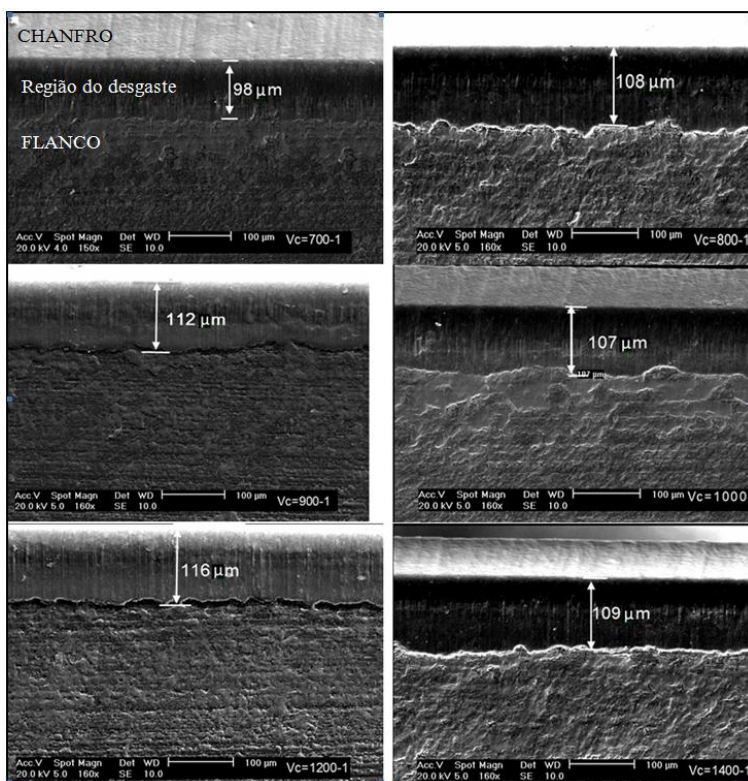 CHANFRO
Região do desgaste
98 µm
FLANCO
Acc.V Spot Magn Det WD 100 µm Vc=700-1
20.0 kV 4.0 150x SE 10.0
108 µm
Acc.V Spot Magn Det WD 100 µm Vc=800-1
20.0 kV 5.0 160x SE 10.0
112 µm
Acc.V Spot Magn Det WD 100 µm Vc=900-1
20.0 kV 5.0 160x SE 10.0
107 µm
107 µm
Acc.V Spot Magn Det WD 100 µm Vc=1000
20.0 kV 5.0 160x SE 10.0
116 µm
Acc.V Spot Magn Det WD 100 µm Vc=1200-1
20.0 kV 5.0 160x SE 10.0
109 µm
Acc.V Spot Magn Det WD 100 µm Vc=1400-
20.0 kV 5.0 160x SE 10.0